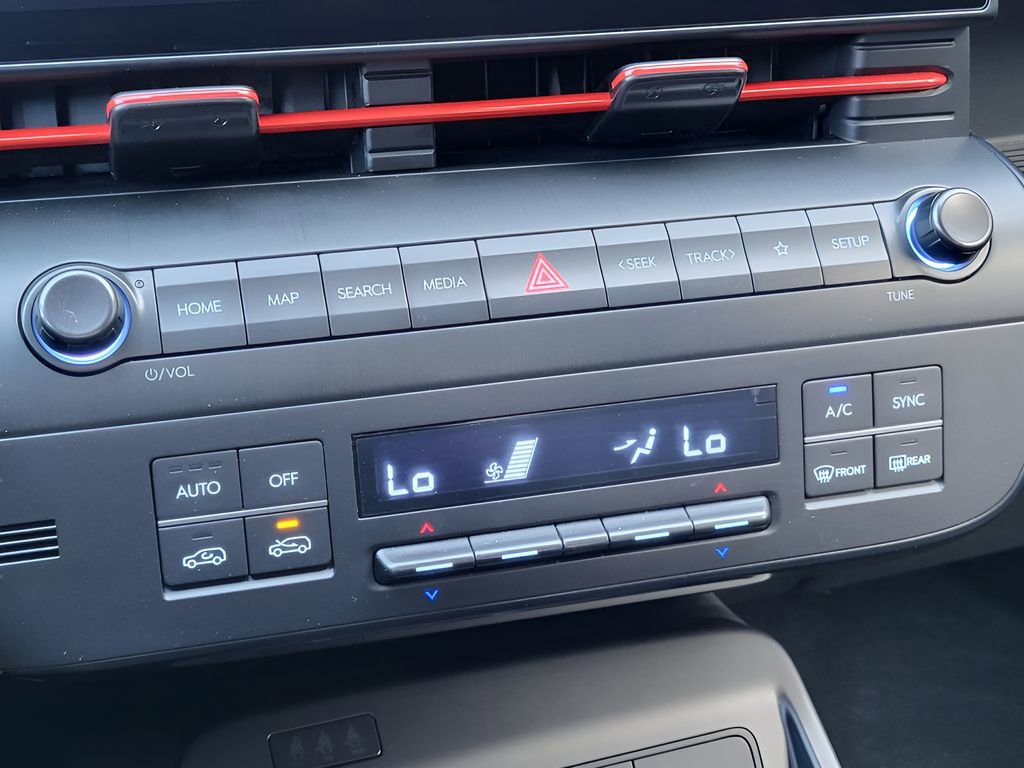 HOME
MAP
SEARCH
MEDIA
<SEEK
TRACK>
SETUP
/VOL
TUNE
Lo
Lo
A/C
SYNC
AUTO
OFF
FRONT
REAR